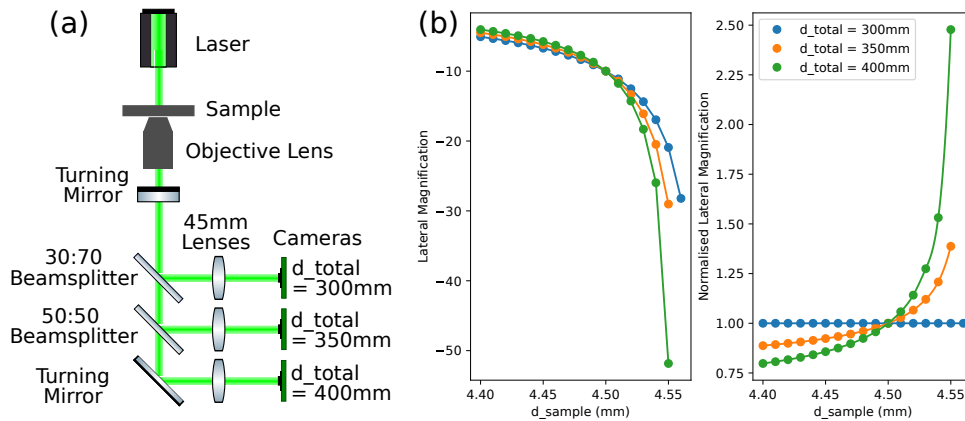 (a)
Laser
Sample
Objective Lens
Turning
Mirror
45mm
Lenses
Cameras
30:70
Beamsplitter
d_total
= 300mm
50:50
Beamsplitter
d_total
= 350mm
Turning
Mirror
d_total
= 400mm
(b)
Lateral Magnification
−10
−20
−30
−40
−50
4.40
4.45
4.50
4.55
d_sample (mm)
Normalised Lateral Magnification
2.50
2.25
2.00
1.75
1.50
1.25
1.00
0.75
4.40
4.45
4.50
4.55
d_sample (mm)
d_total = 300mm
d_total = 350mm
d_total = 400mm